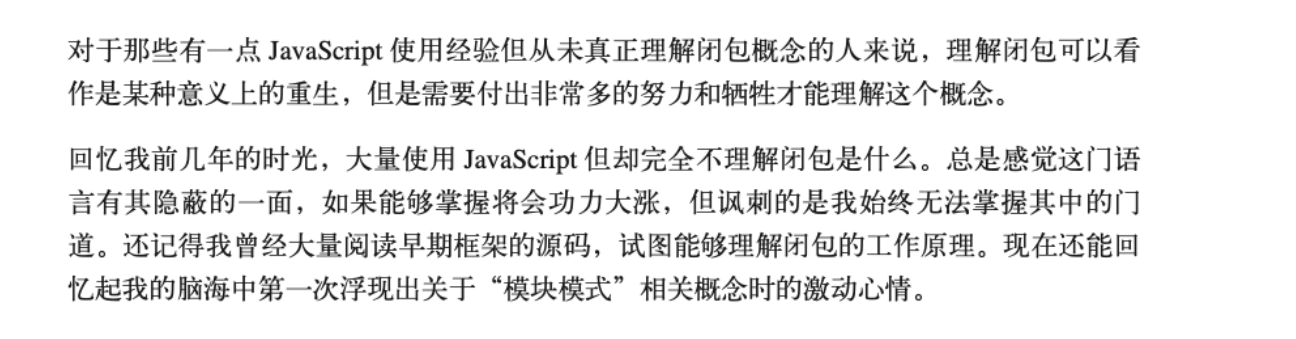 对于那些有一点 JavaScript 使用经验但从未真正理解闭包概念的人来说，理解闭包可以看
作是某种意义上的重生，但是需要付出非常多的努力和牺牲才能理解这个概念。
回忆我前几年的时光，大量使用 JavaScript 但却完全不理解闭包是什么。总是感觉这门语
言有其隐蔽的一面，如果能够掌握将会功力大涨，但讽刺的是我始终无法掌握其中的门
道。还记得我曾经大量阅读早期框架的源码，试图能够理解闭包的工作原理。现在还能回
忆起我的脑海中第一次浮现出关于“模块模式”相关概念时的激动心情。